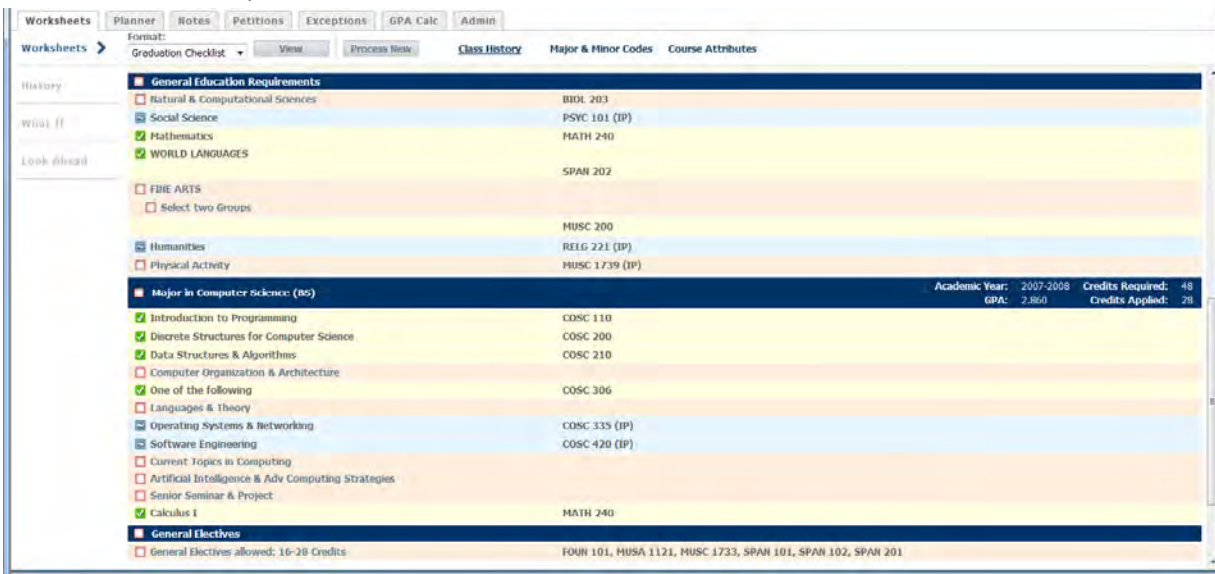 Worksheets Planner Notes Petitions Exceptions GPA Calc Admin
Worksheets
Format:
Graduation Checklist View Process New Class History Major & Minor Codes Course Attributes
History
What If
Look Ahead
General Education Requirements
Natural & Computational Sciences BIOL 203
Social Science PSYC 101 (IP)
Mathematics MATH 240
WORLD LANGUAGES
SPAN 202
FINE ARTS
Select two Groups
MUSC 200
Humanities RELG 221 (IP)
Physical Activity MUSC 1739 (IP)
Major in Computer Science (BS) Academic Year: 2007-2008 Credits Required: 48
GPA: 2.860 Credits Applied: 28
Introduction to Programming COSC 110
Discrete Structures for Computer Science COSC 200
Data Structures & Algorithms COSC 210
Computer Organization & Architecture
One of the following COSC 306
Languages & Theory
Operating Systems & Networking COSC 335 (IP)
Software Engineering COSC 420 (IP)
Current Topics in Computing
Artificial Intelligence & Adv Computing Strategies
Senior Seminar & Project
Calculus I MATH 240
General Electives
General Electives allowed: 16-28 Credits FOUN 101, MUSA 1121, MUSC 1733, SPAN 101, SPAN 102, SPAN 201